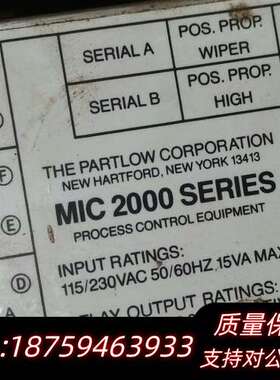 SERIAL A
POS. PROP.
WIPER
SERIAL B
POS. PROP.
HIGH
F
E
D
THE PARTLOW CORPORATION
NEW HARTFORD, NEW YORK 13413
MIC 2000 SERIES
PROCESS CONTROL EQUIPMENT
INPUT RATINGS:
115/230VAC 50/60HZ 15VA MAX
OUTPUT RATINGS:
质量保
:18759463933
支持对公